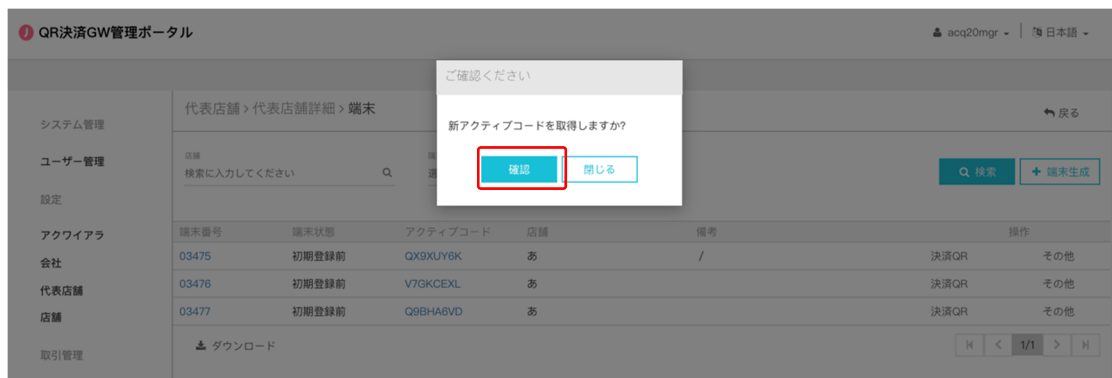 QR決済GW管理ポータル
acq20mgr
日本語
ご確認ください
新アクティブコードを取得しますか?
確認
閉じる
代表店舗 > 代表店舗詳細 > 端末
戻る
システム管理
ユーザー管理
設定
アクワイアラ
会社
代表店舗
店舗
取引管理
店舗
検索に入力してください
検索
+ 端末生成
端末番号 端末状態 アクティブコード 店舗 備考 操作
03475 初期登録前 QX9XUY6K あ / 決済QR その他
03476 初期登録前 V7GKCEXL あ 決済QR その他
03477 初期登録前 Q9BHA6VD あ 決済QR その他
ダウンロード
1/1